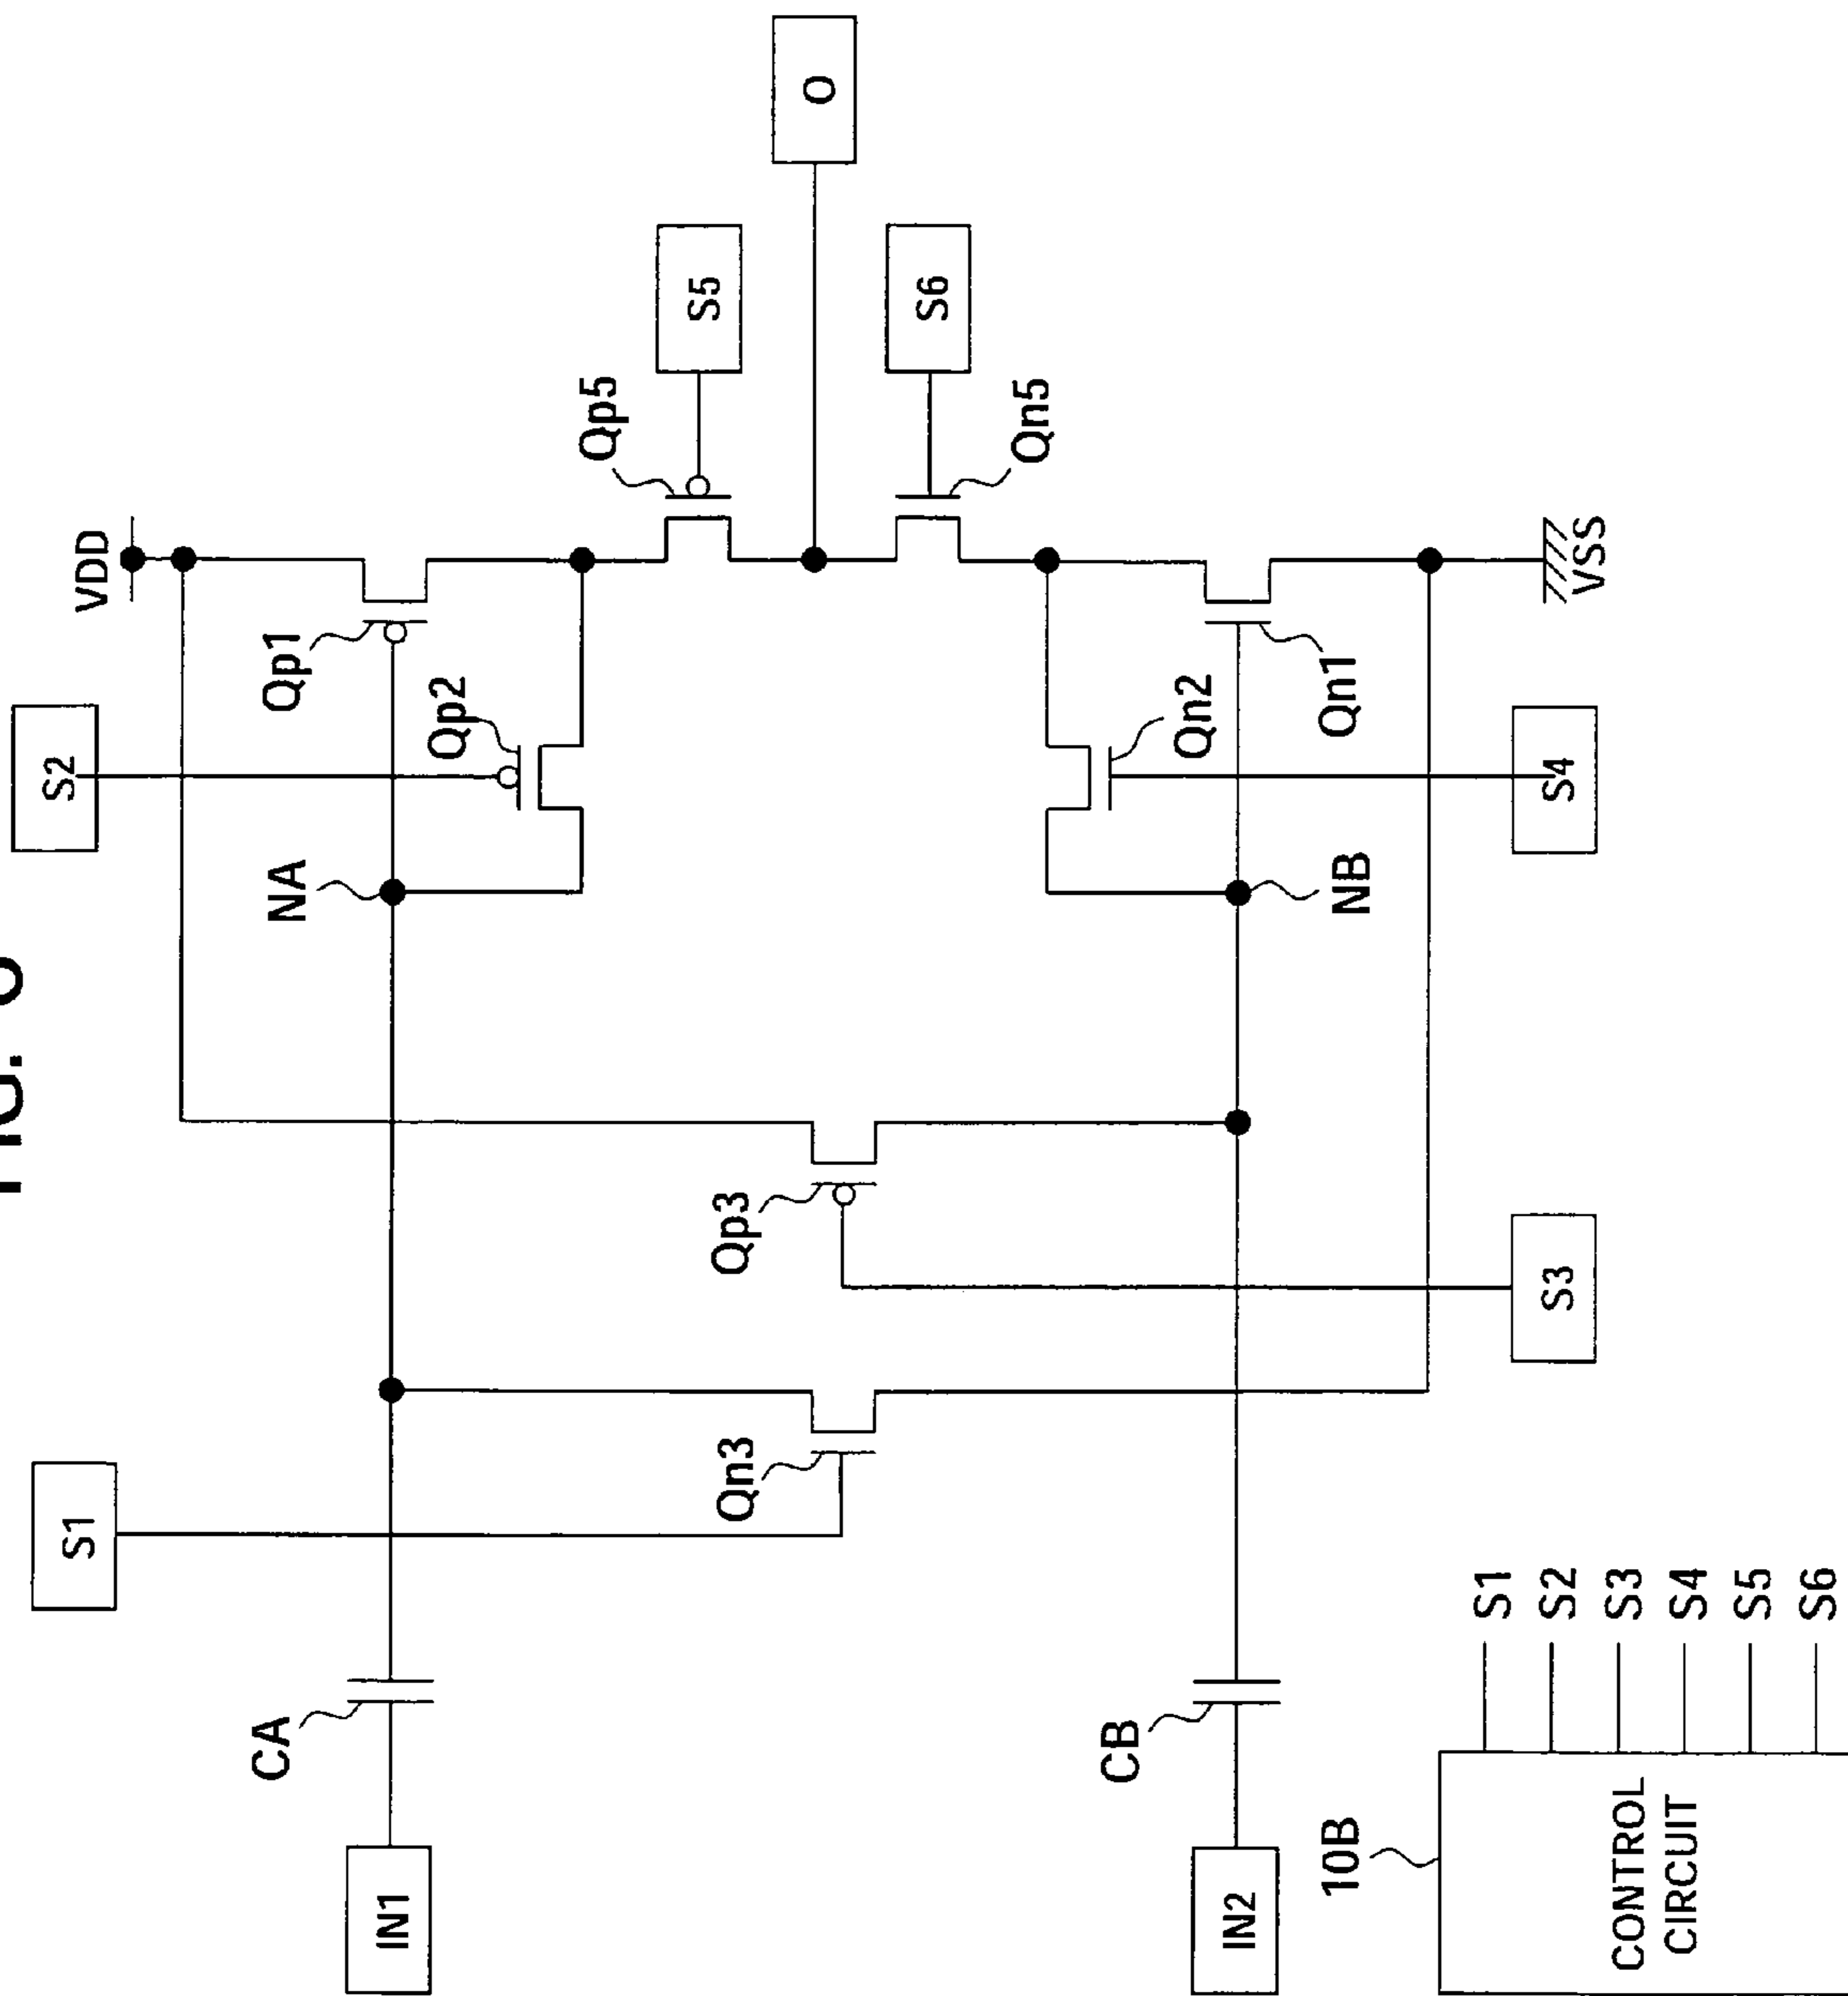 FIG.
VDD
S2
S1
Qp1
NA
Qp2
CA
IN1
O
Qp5
S5
S6
Qn5
Qp3
Qn3
Qn2
Qn1
NB
CB
IN2
VSS
S4
S3
10B
CONTROL
CIRCUIT
S1
S2
S3
S4
S5
S6